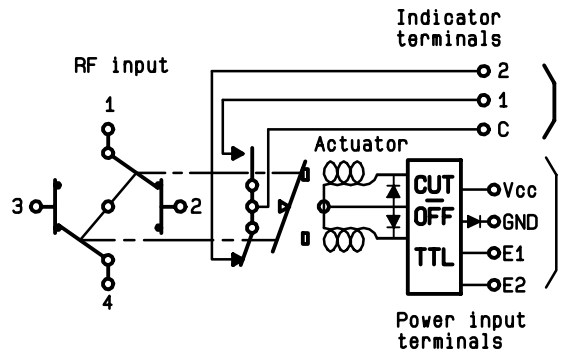 Indicator
terminals
RF input
2
1
1
C
Actuator
CUT
OFF
TTL
Vcc
3
2
GND
E1
E2
4
Power input
terminals